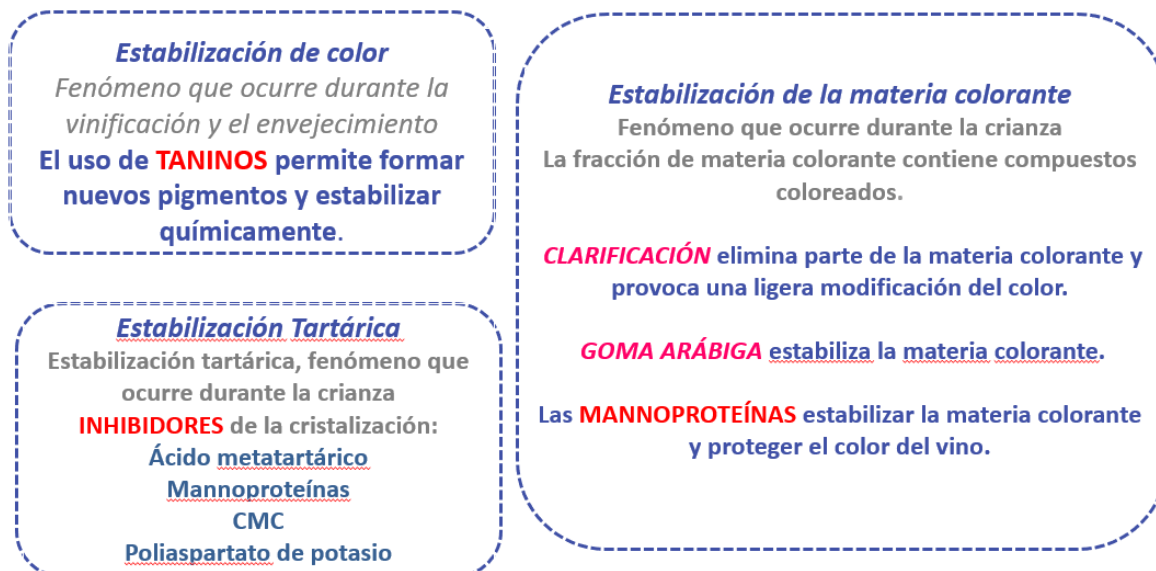 Estabilización de color
Fenómeno que ocurre durante la
vinificación y el envejecimiento
El uso de TANINOS permite formar
nuevos pigmentos y estabilizar
químicamente.
Estabilización Tartárica
Estabilización tartárica, fenómeno que
ocurre durante la crianza
INHIBIDORES de la cristalización:
Ácido metatartárico
Mannoproteínas
CMC
Poliaspartato de potasio
Estabilización de la materia colorante
Fenómeno que ocurre durante la crianza
La fracción de materia colorante contiene compuestos
coloreados.
CLARIFICACIÓN elimina parte de la materia colorante y
provoca una ligera modificación del color.
GOMA ARÁBIGA estabiliza la materia colorante.
Las MANNOPROTEÍNAS estabilizar la materia colorante
y proteger el color del vino.